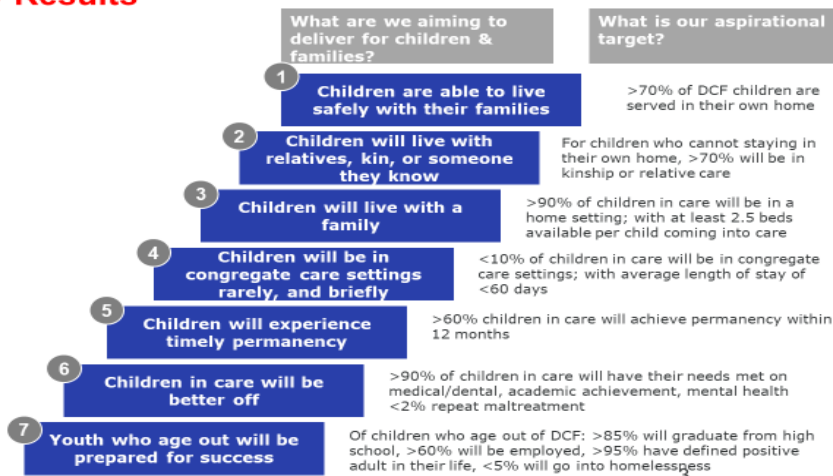 Results
What are we aiming to
deliver for children &
families?
What is our aspirational
target?
1
Children are able to live
safely with their families
>70% of DCF children are
served in their own home
2
Children will live with
relatives, kin, or someone
they know
For children who cannot staying in
their own home, >70% will be in
kinship or relative care
3
Children will live with a
family
>90% of children in care will be in a
home setting; with at least 2.5 beds
available per child coming into care
4
Children will be in
congregate care settings
rarely, and briefly
<10% of children in care will be in congregate
care settings; with average length of stay of
<60 days
5
Children will experience
timely permanency
>60% children in care will achieve permanency within
12 months
6
Children in care will be
better off
>90% of children in care will have their needs met on
medical/dental, academic achievement, mental health
<2% repeat maltreatment
7
Youth who age out will be
prepared for success
Of children who age out of DCF: >85% will graduate from high
school, >60% will be employed, >95% have defined positive
adult in their life, <5% will go into homelessness